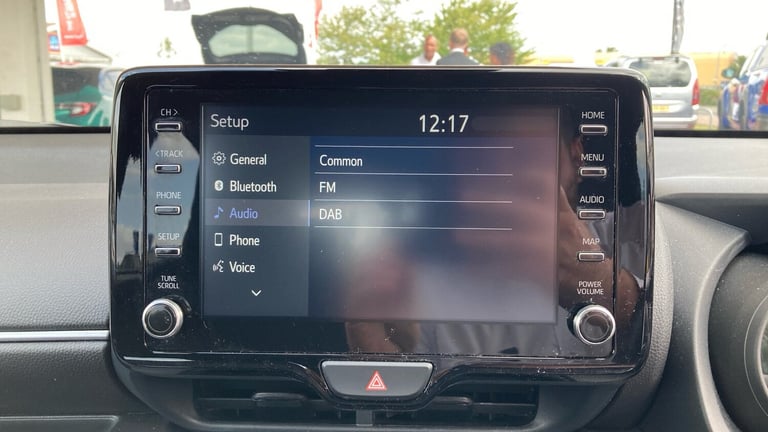 Setup 12:17
General
Bluetooth
Audio
Phone
Voice
Common
FM
DAB
CH >
< TRACK
PHONE
SETUP
TUNE
SCROLL
HOME
MENU
AUDIO
MAP
POWER
VOLUME